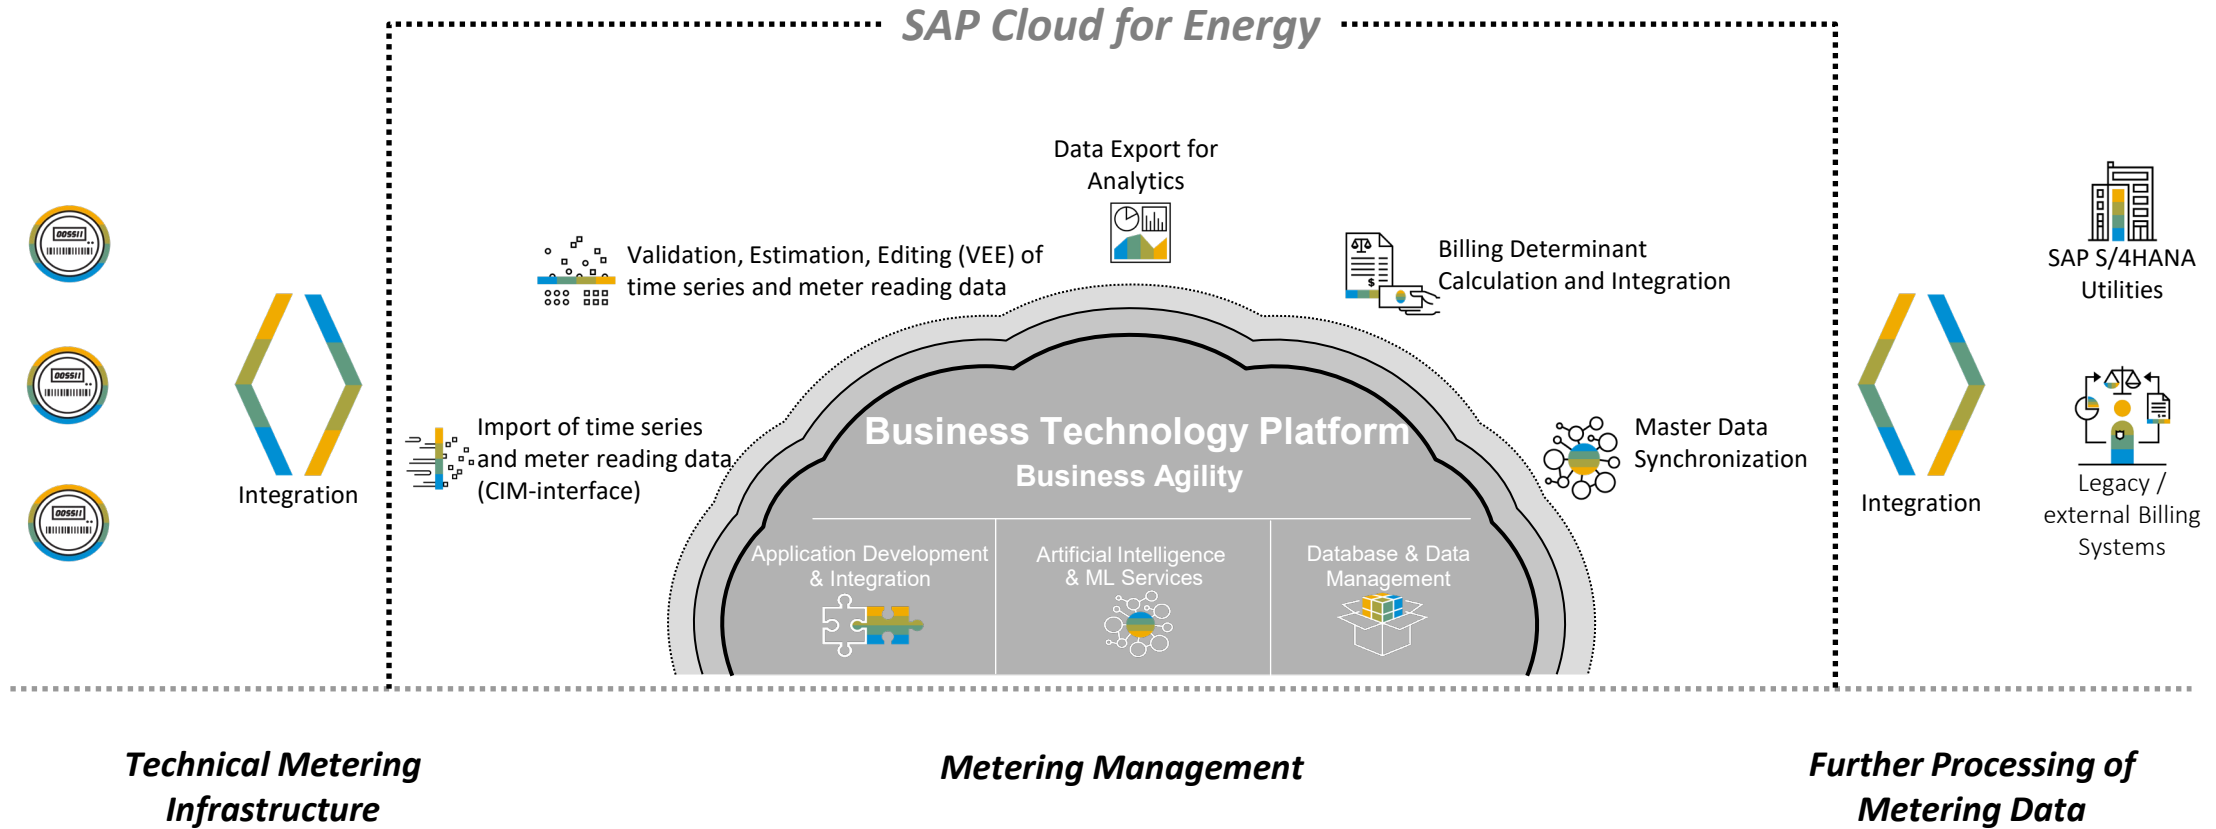 SAP Cloud for Energy
Data Export for
Analytics
Validation, Estimation, Editing (VEE) of
time series and meter reading data
Billing Determinant
Calculation and Integration
SAP S/4HANA
Utilities
Import of time series
and meter reading data
(CIM-interface)
Integration
Business Technology Platform
Business Agility
Master Data
Synchronization
Integration
Legacy /
external Billing
Systems
Application Development
& Integration
Artificial Intelligence
& ML Services
Database & Data
Management
005511
005511
005511
Technical Metering
Infrastructure
Metering Management
Further Processing of
Metering Data